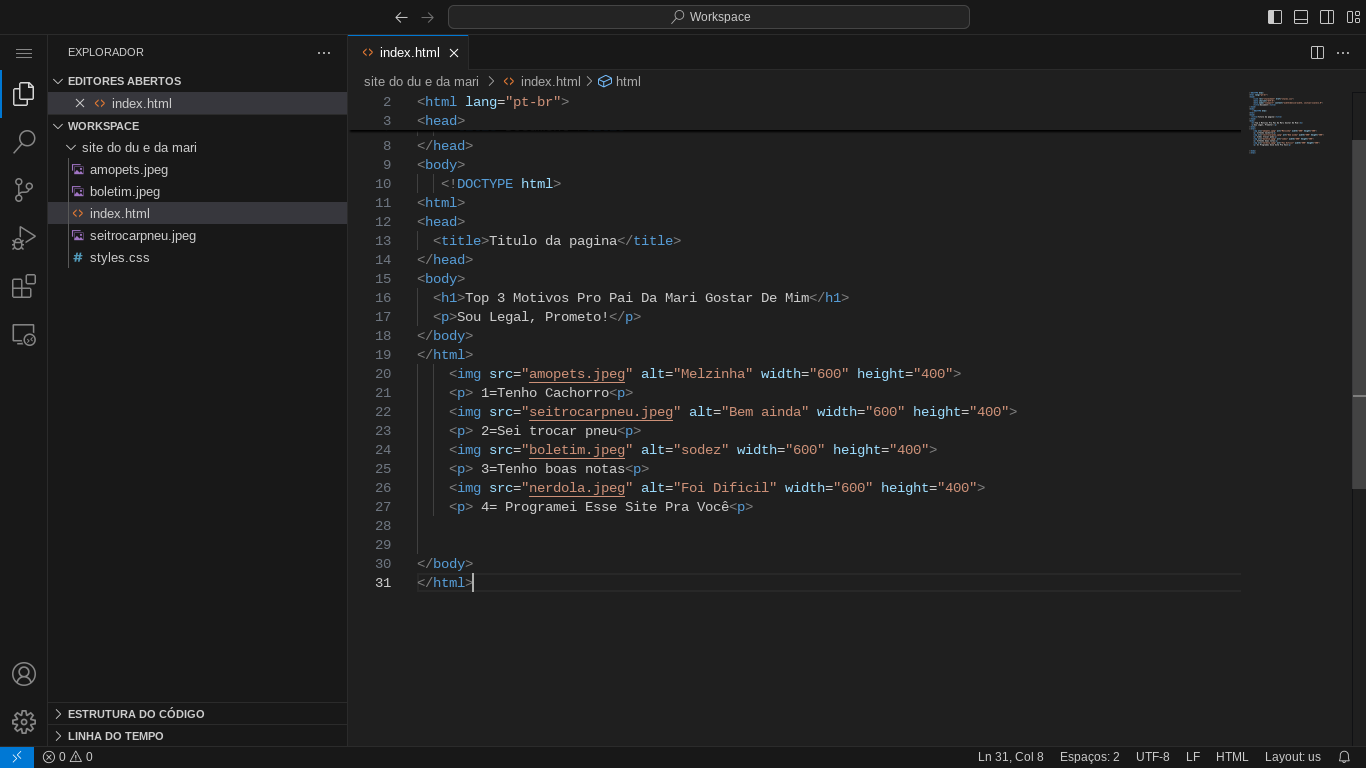 Workspace
EXPLORADOR
EDITORES ABERTOS
index.html
WORKSPACE
site do du e da mari
amopets.jpeg
boletim.jpeg
index.html
seitrocarpneu.jpeg
# styles.css
ESTRUTURA DO CÓDIGO
LINHA DO TEMPO
index.html
site do du e da mari > index.html > html
2 <html lang="pt-br">
3 <head>
8 </head>
9 <body>
10 <!DOCTYPE html>
11 <html>
12 <head>
13 <title>Titulo da pagina</title>
14 </head>
15 <body>
16 <h1>Top 3 Motivos Pro Pai Da Mari Gostar De Mim</h1>
17 <p>Sou Legal, Prometo!</p>
18 </body>
19 </html>
20 <img src="amopets.jpeg" alt="Melzinha" width="600" height="400">
21 <p> 1=Tenho Cachorro<p>
22 <img src="seitrocarpneu.jpeg" alt="Bem ainda" width="600" height="400">
23 <p> 2=Sei trocar pneu<p>
24 <img src="boletim.jpeg" alt="sodez" width="600" height="400">
25 <p> 3=Tenho boas notas<p>
26 <img src="nerdola.jpeg" alt="Foi Dificil" width="600" height="400">
27 <p> 4= Programei Esse Site Pra Você<p>
28
29
30 </body>
31 </html>
0 0
Ln 31, Col 8
Espaços: 2
UTF-8
LF
HTML
Layout: us